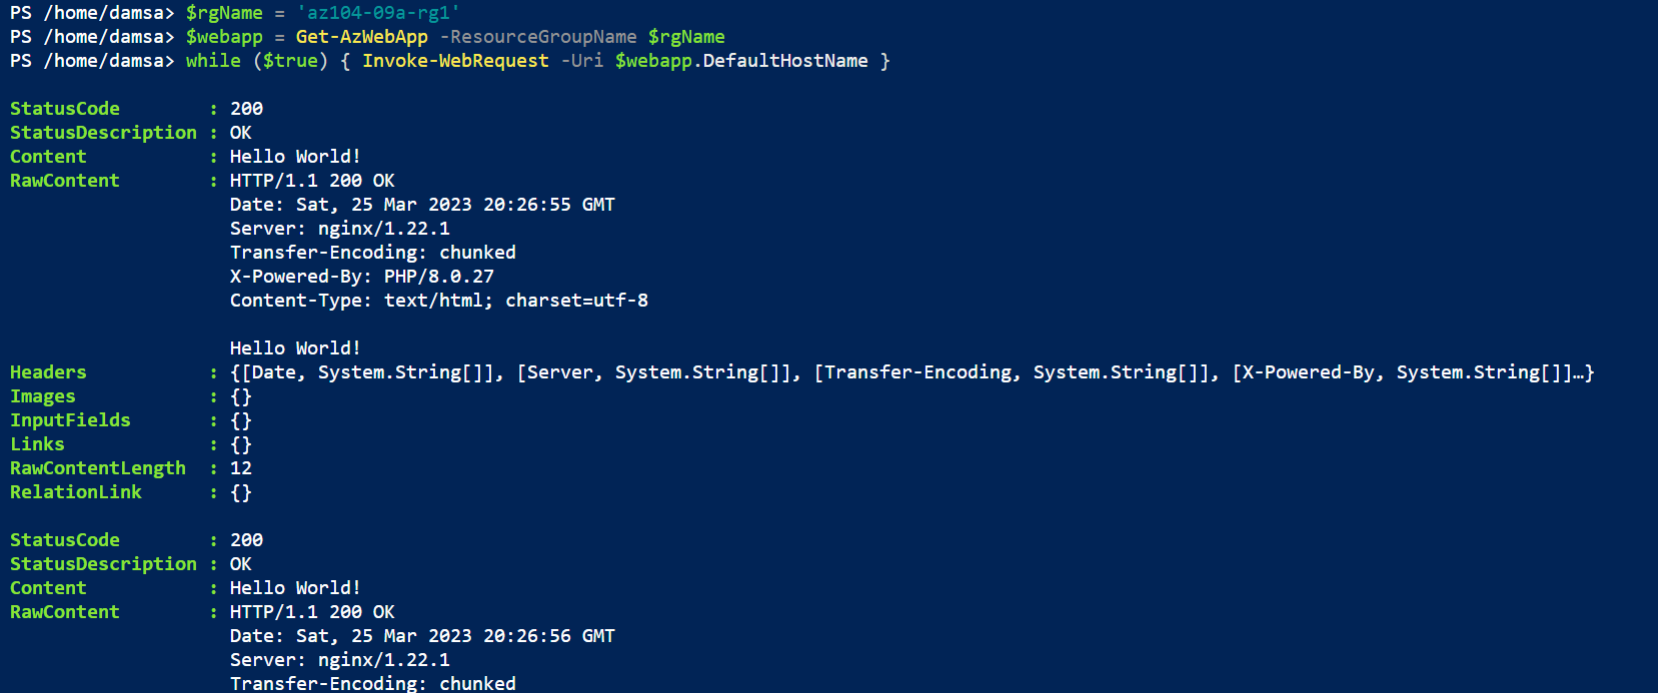 PS /home/damsa> $rgName = 'az104-09a-rg1'
PS /home/damsa> $webapp = Get-AzWebApp -ResourceGroupName $rgName
PS /home/damsa> while ($true) { Invoke-WebRequest -Uri $webapp.DefaultHostName }
StatusCode : 200
StatusDescription : OK
Content : Hello World!
RawContent : HTTP/1.1 200 OK
Date: Sat, 25 Mar 2023 20:26:55 GMT
Server: nginx/1.22.1
Transfer-Encoding: chunked
X-Powered-By: PHP/8.0.27
Content-Type: text/html; charset=utf-8
Hello World!
Headers : {[Date, System.String[]], [Server, System.String[]], [Transfer-Encoding, System.String[]], [X-Powered-By, System.String[]]…}
Images : {}
InputFields : {}
Links : {}
RawContentLength : 12
RelationLink : {}
StatusCode : 200
StatusDescription : OK
Content : Hello World!
RawContent : HTTP/1.1 200 OK
Date: Sat, 25 Mar 2023 20:26:56 GMT
Server: nginx/1.22.1
Transfer-Encoding: chunked